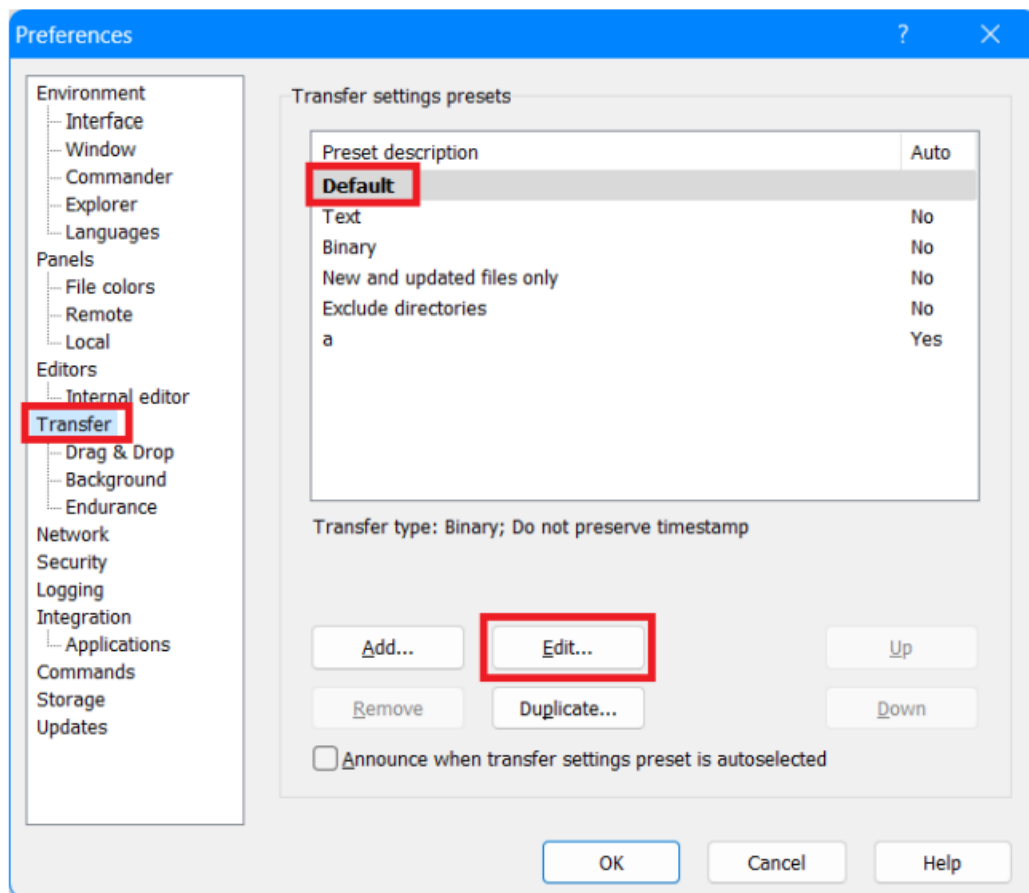 Preferences
?
Environment
Interface
Window
Commander
Explorer
Languages
Panels
File colors
Remote
Local
Editors
Internal editor
Transfer
Drag & Drop
Background
Endurance
Network
Security
Logging
Integration
Applications
Commands
Storage
Updates
Transfer settings presets
Preset description Auto
Default
Text No
Binary No
New and updated files only No
Exclude directories No
a Yes
Transfer type: Binary; Do not preserve timestamp
Add... Edit... Up
Remove Duplicate... Down
Announce when transfer settings preset is autoselected
OK Cancel Help